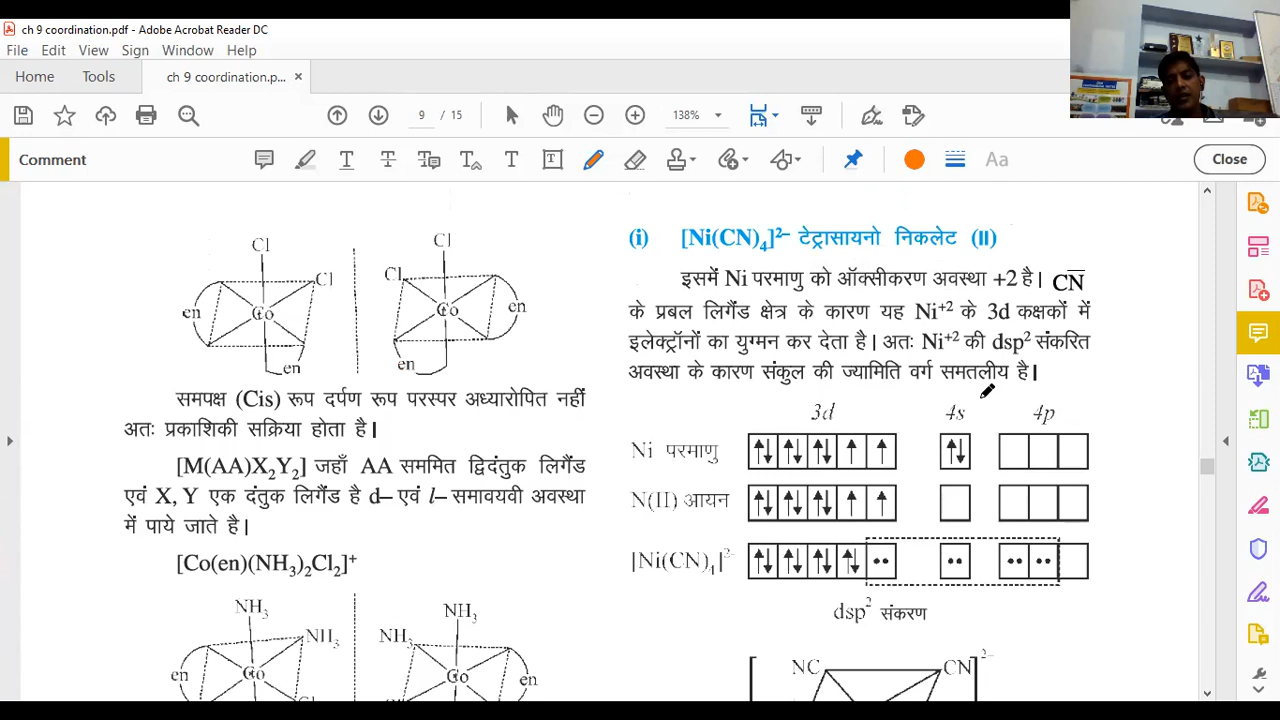 ch 9 coordination.pdf - Adobe Acrobat Reader DC
File Edit View Sign Window Help
Home Tools ch 9 coordination.p... ×
9 / 15 138%
Comment Close
Cl Cl
Cl Cl
en Co Co en
en en
समपक्ष (Cis) रूप दर्पण रूप परस्पर अध्यारोपित नहीं
अतः प्रकाशिकी सक्रिया होता है।
[M(AA)X₂Y₂] जहाँ AA सममित द्विदंतुक लिगैंड
एवं X, Y एक दंतुक लिगैंड है d– एवं l– समावयवी अवस्था
में पाये जाते है।
[Co(en)(NH₃)₂Cl₂]⁺
NH₃ NH₃
NH₃ NH₃
en Co Co en
(i) [Ni(CN)₄]²⁻ टेट्रासायनो निकलेट (II)
इसमें Ni परमाणु को ऑक्सीकरण अवस्था +2 है। CN̅
के प्रबल लिगैंड क्षेत्र के कारण यह Ni⁺² के 3d कक्षकों में
इलेक्ट्रॉनों का युग्मन कर देता है। अतः Ni⁺² की dsp² संकरित
अवस्था के कारण संकुल की ज्यामिति वर्ग समतलीय है।
3d 4s 4p
Ni परमाणु
N(II) आयन
[Ni(CN)₄]²⁻
dsp² संकरण
NC CN 2–